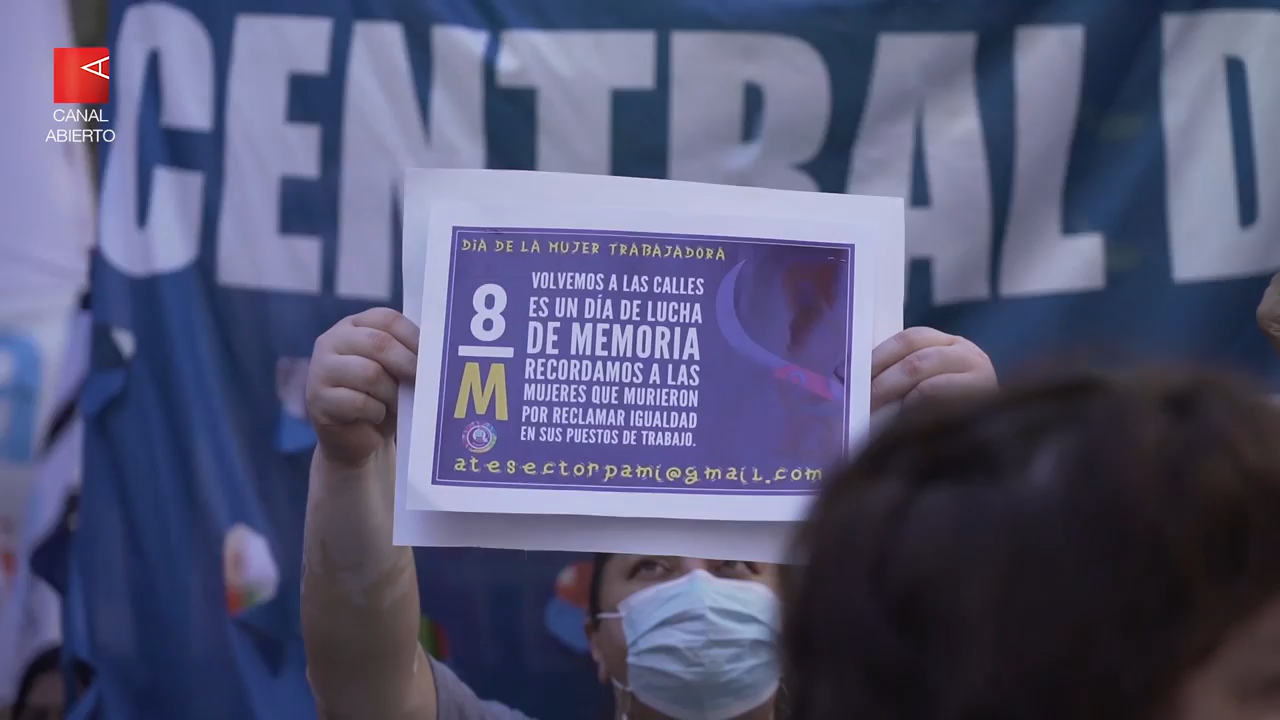 CANAL
ABIERTO
CENTRAL D
DÍA DE LA MUJER TRABAJADORA
8
M
VOLVEMOS A LAS CALLES
ES UN DÍA DE LUCHA
DE MEMORIA
RECORDAMOS A LAS
MUJERES QUE MURIERON
POR RECLAMAR IGUALDAD
EN SUS PUESTOS DE TRABAJO.
atesectorpami@gmail.com